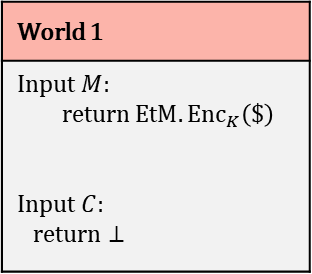 World 1
Input M:
return EtM. Enc_K($)
Input C:
return ⊥